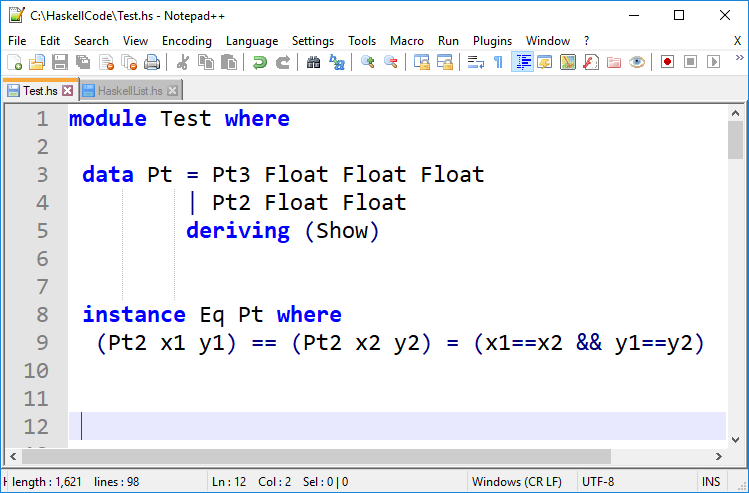 C:\HaskellCode\Test.hs - Notepad++
File Edit Search View Encoding Language Settings Tools Macro Run Plugins Window ? X
Test.hs HaskellList.hs
1 module Test where
2
3 data Pt = Pt3 Float Float Float
4 | Pt2 Float Float
5 deriving (Show)
6
7
8 instance Eq Pt where
9 (Pt2 x1 y1) == (Pt2 x2 y2) = (x1==x2 && y1==y2)
10
11
12
length : 1,621 lines : 98 Ln : 12 Col : 2 Sel : 0 | 0 Windows (CR LF) UTF-8 INS